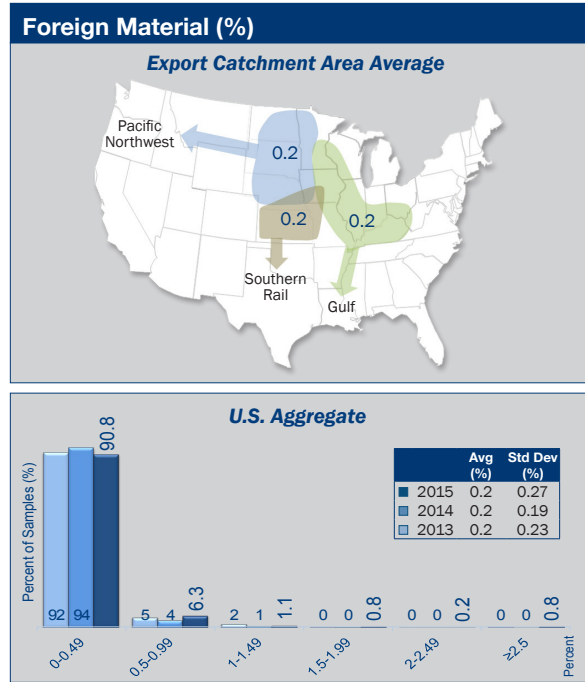 Foreign Material (%)
Export Catchment Area Average
Pacific
Northwest
0.2
0.2
0.2
Southern
Rail
Gulf
U.S. Aggregate
Percent of Samples (%)
92 94 90.8
5 4 6.3
2 1 1.1
0 0 0.8
0 0 0.2
0 0 0.8
0-0.49
0.5-0.99
1-1.49
1.5-1.99
2-2.49
≥2.5
Percent
Avg Std Dev
(%) (%)
2015 0.2 0.27
2014 0.2 0.19
2013 0.2 0.23